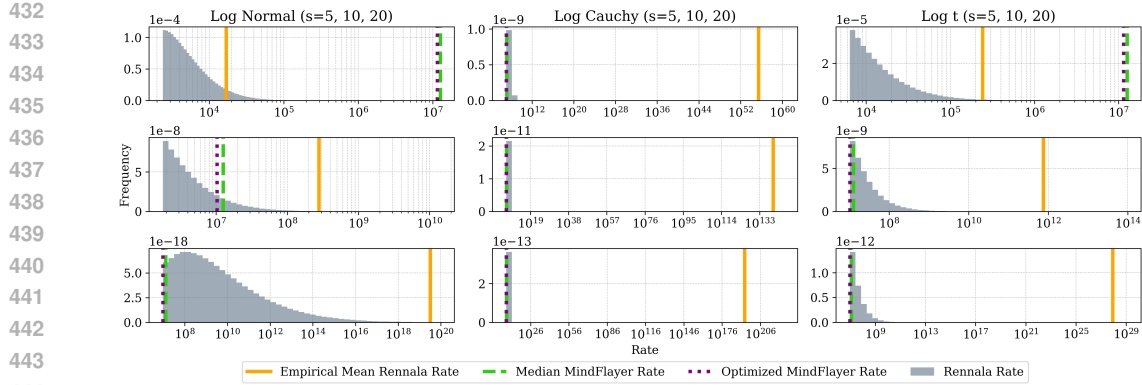 432
433
434
435
436
437
438
439
440
441
442
443
Log Normal (s=5, 10, 20)
1e−4
1.0
0.5
0.0
10^4 10^5 10^6 10^7
Log Cauchy (s=5, 10, 20)
1e−9
1.0
0.5
0.0
10^12 10^20 10^28 10^36 10^44 10^52 10^60
Log t (s=5, 10, 20)
1e−5
2
0
10^4 10^5 10^6 10^7
Frequency
1e−8
5
0
10^7 10^8 10^9 10^10
1e−11
2
1
0
10^19 10^38 10^57 10^76 10^95 10^114 10^133
1e−9
5
0
10^8 10^10 10^12 10^14
1e−18
5.0
2.5
0.0
10^8 10^10 10^12 10^14 10^16 10^18 10^20
1e−13
2
0
10^26 10^56 10^86 10^116 10^146 10^176 10^206
1e−12
1.0
0.5
0.0
10^9 10^13 10^17 10^21 10^25 10^29
Rate
Empirical Mean Rennala Rate Median MindFlayer Rate Optimized MindFlayer Rate Rennala Rate